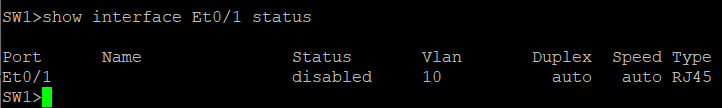 SW1>show interface Et0/1 status
Port Name Status Vlan Duplex Speed Type
Et0/1 disabled 10 auto auto RJ45
SW1>